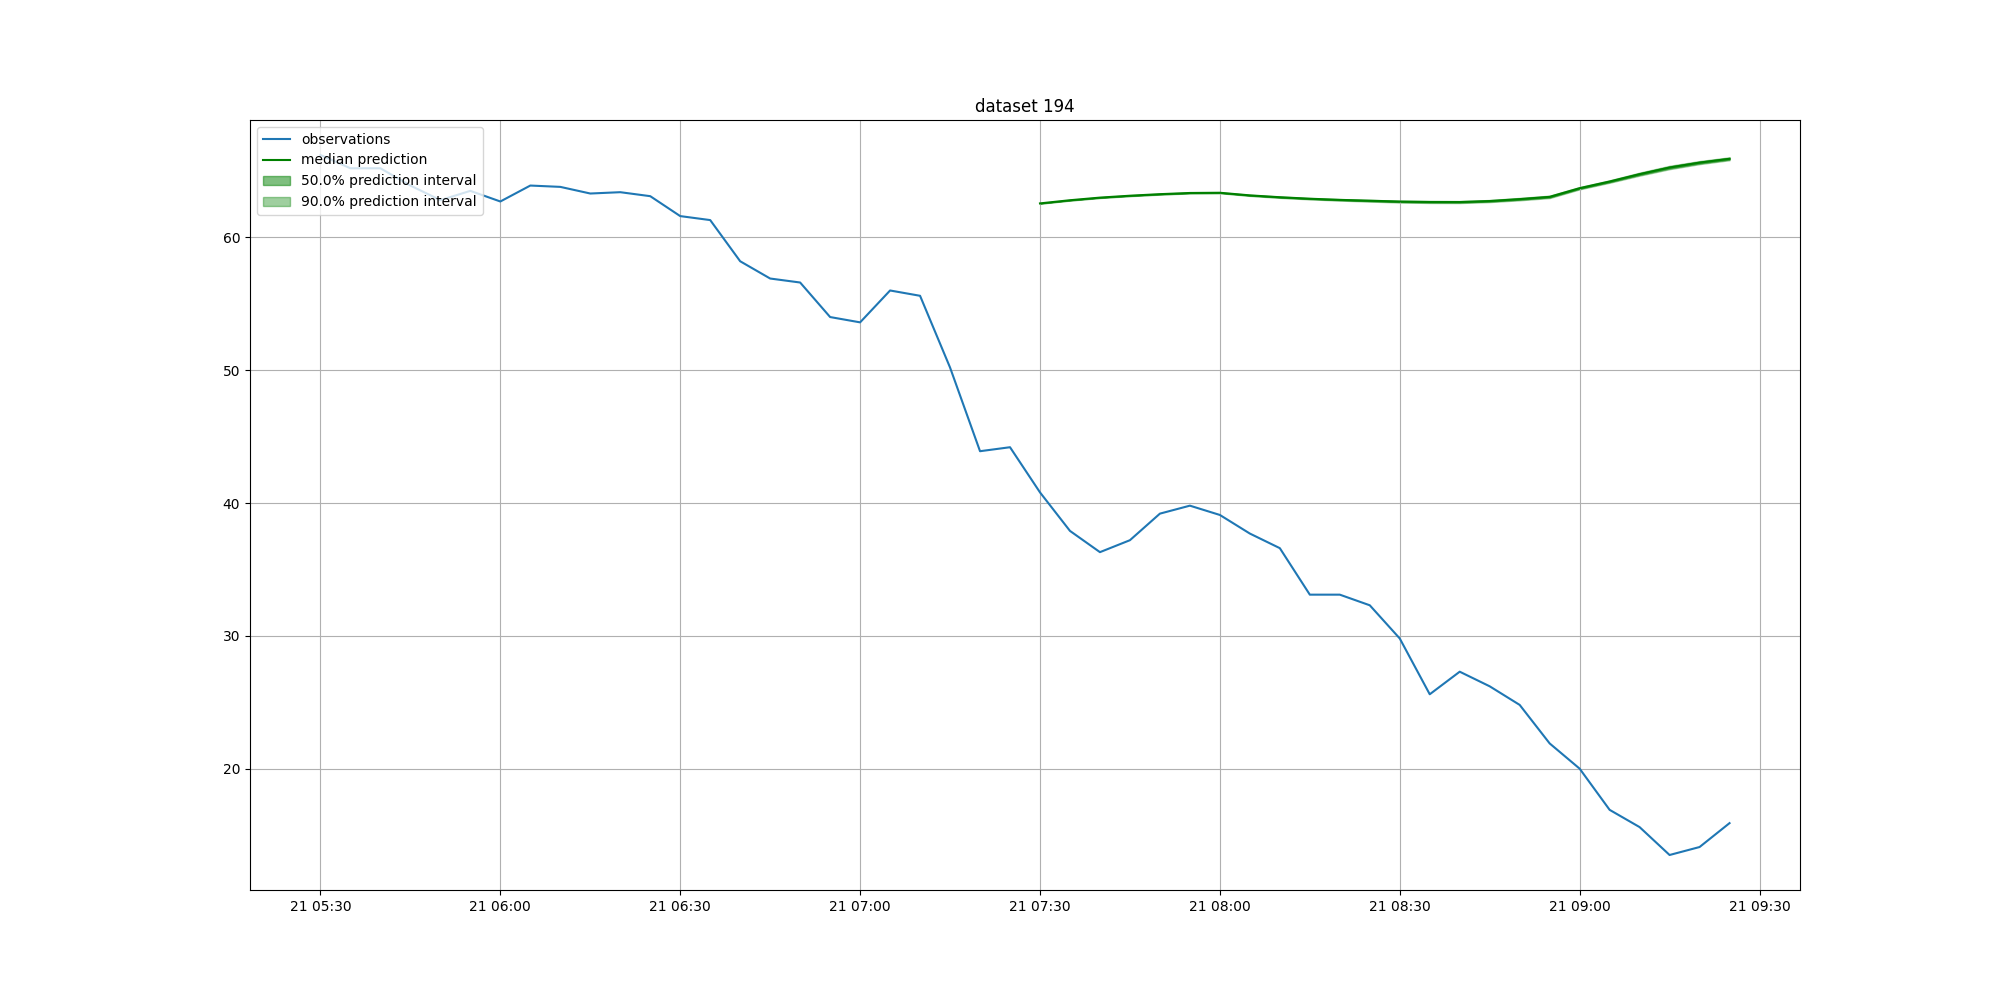 dataset 194
observations
median prediction
50.0% prediction interval
90.0% prediction interval
60
50
40
30
20
21 05:30
21 06:00
21 06:30
21 07:00
21 07:30
21 08:00
21 08:30
21 09:00
21 09:30